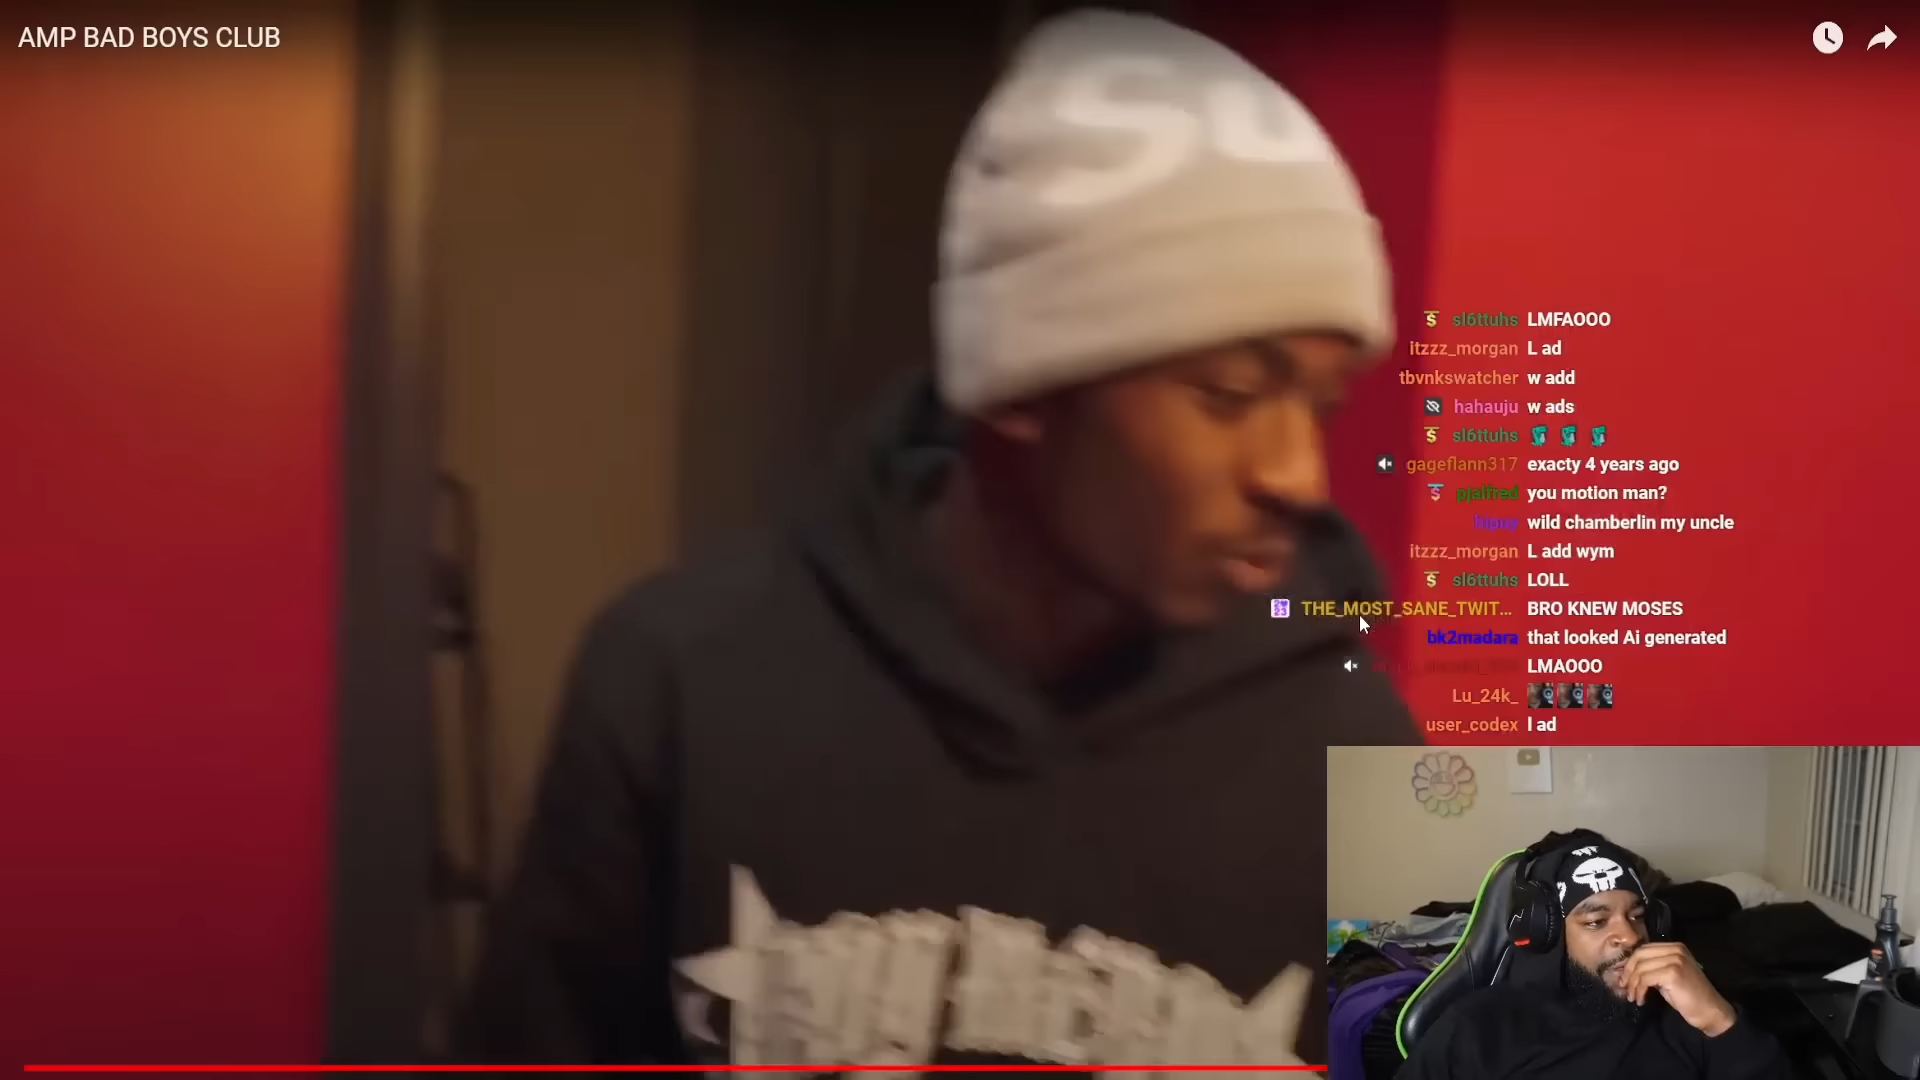 AMP BAD BOYS CLUB
Su
sl6ttuhs LMFAOOO
itzzz_morgan L ad
tbvnkswatcher w add
hahauju w ads
sl6ttuhs
gageflann317 exacty 4 years ago
pjalfred you motion man?
wild chamberlin my uncle
itzzz_morgan L add wym
sl6ttuhs LOLL
THE_MOST_SANE_TWIT... BRO KNEW MOSES
bk2madara that looked Ai generated
LMAOOO
Lu_24k_
user_codex l ad